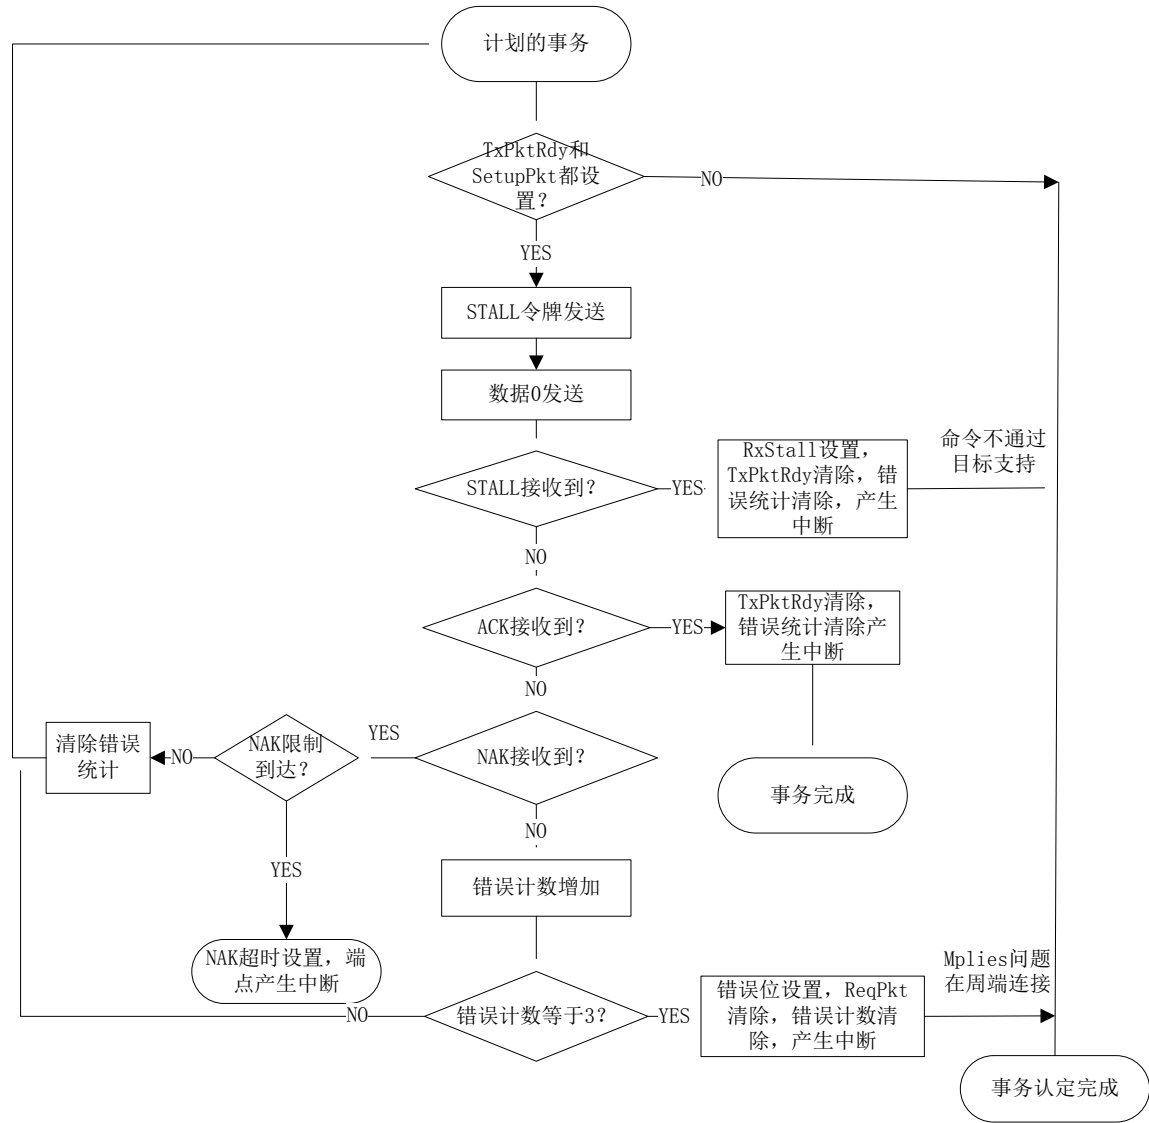 计划的事务
TxPktRdy和
SetupPkt都设
置?
NO
YES
STALL令牌发送
数据0发送
STALL接收到?
YES
RxStall设置，
TxPktRdy清除，错
误统计清除，产生
中断
命令不通过
目标支持
NO
ACK接收到?
YES
TxPktRdy清除，
错误统计清除产
生中断
NO
清除错误
统计
NO
NAK限制
到达?
YES
NAK接收到?
事务完成
NO
YES
错误计数增加
NAK超时设置，端
点产生中断
NO
错误计数等于3?
YES
错误位设置，ReqPkt
清除，错误计数清
除，产生中断
Mplies问题
在周端连接
事务认定完成